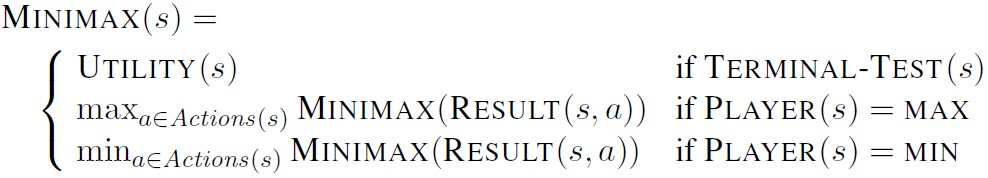 MINIMAX(s) =
UTILITY(s) if TERMINAL-TEST(s)
max_{a∈Actions(s)} MINIMAX(RESULT(s, a)) if PLAYER(s) = MAX
min_{a∈Actions(s)} MINIMAX(RESULT(s, a)) if PLAYER(s) = MIN